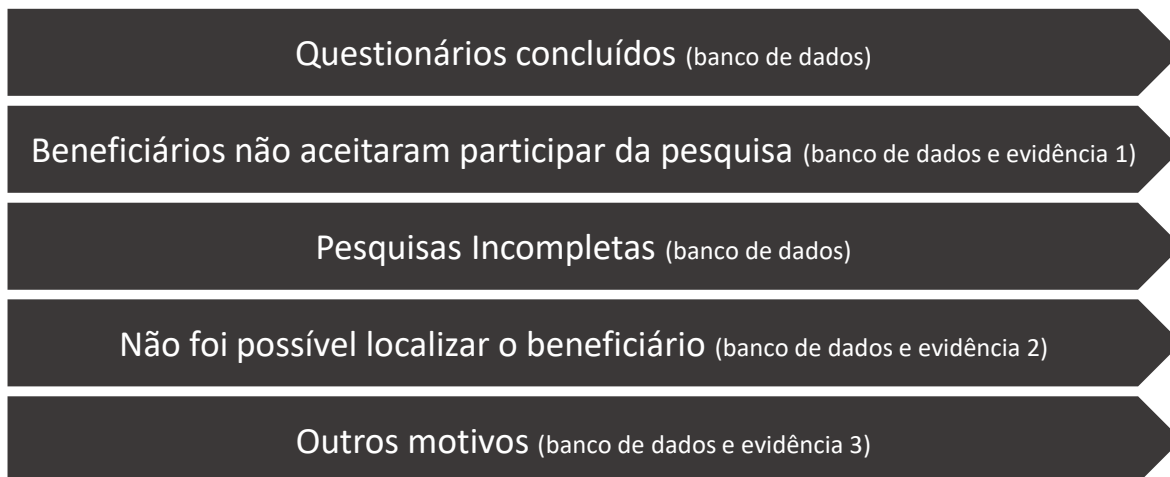 Questionários concluídos (banco de dados)
Beneficiários não aceitaram participar da pesquisa (banco de dados e evidência 1)
Pesquisas Incompletas (banco de dados)
Não foi possível localizar o beneficiário (banco de dados e evidência 2)
Outros motivos (banco de dados e evidência 3)